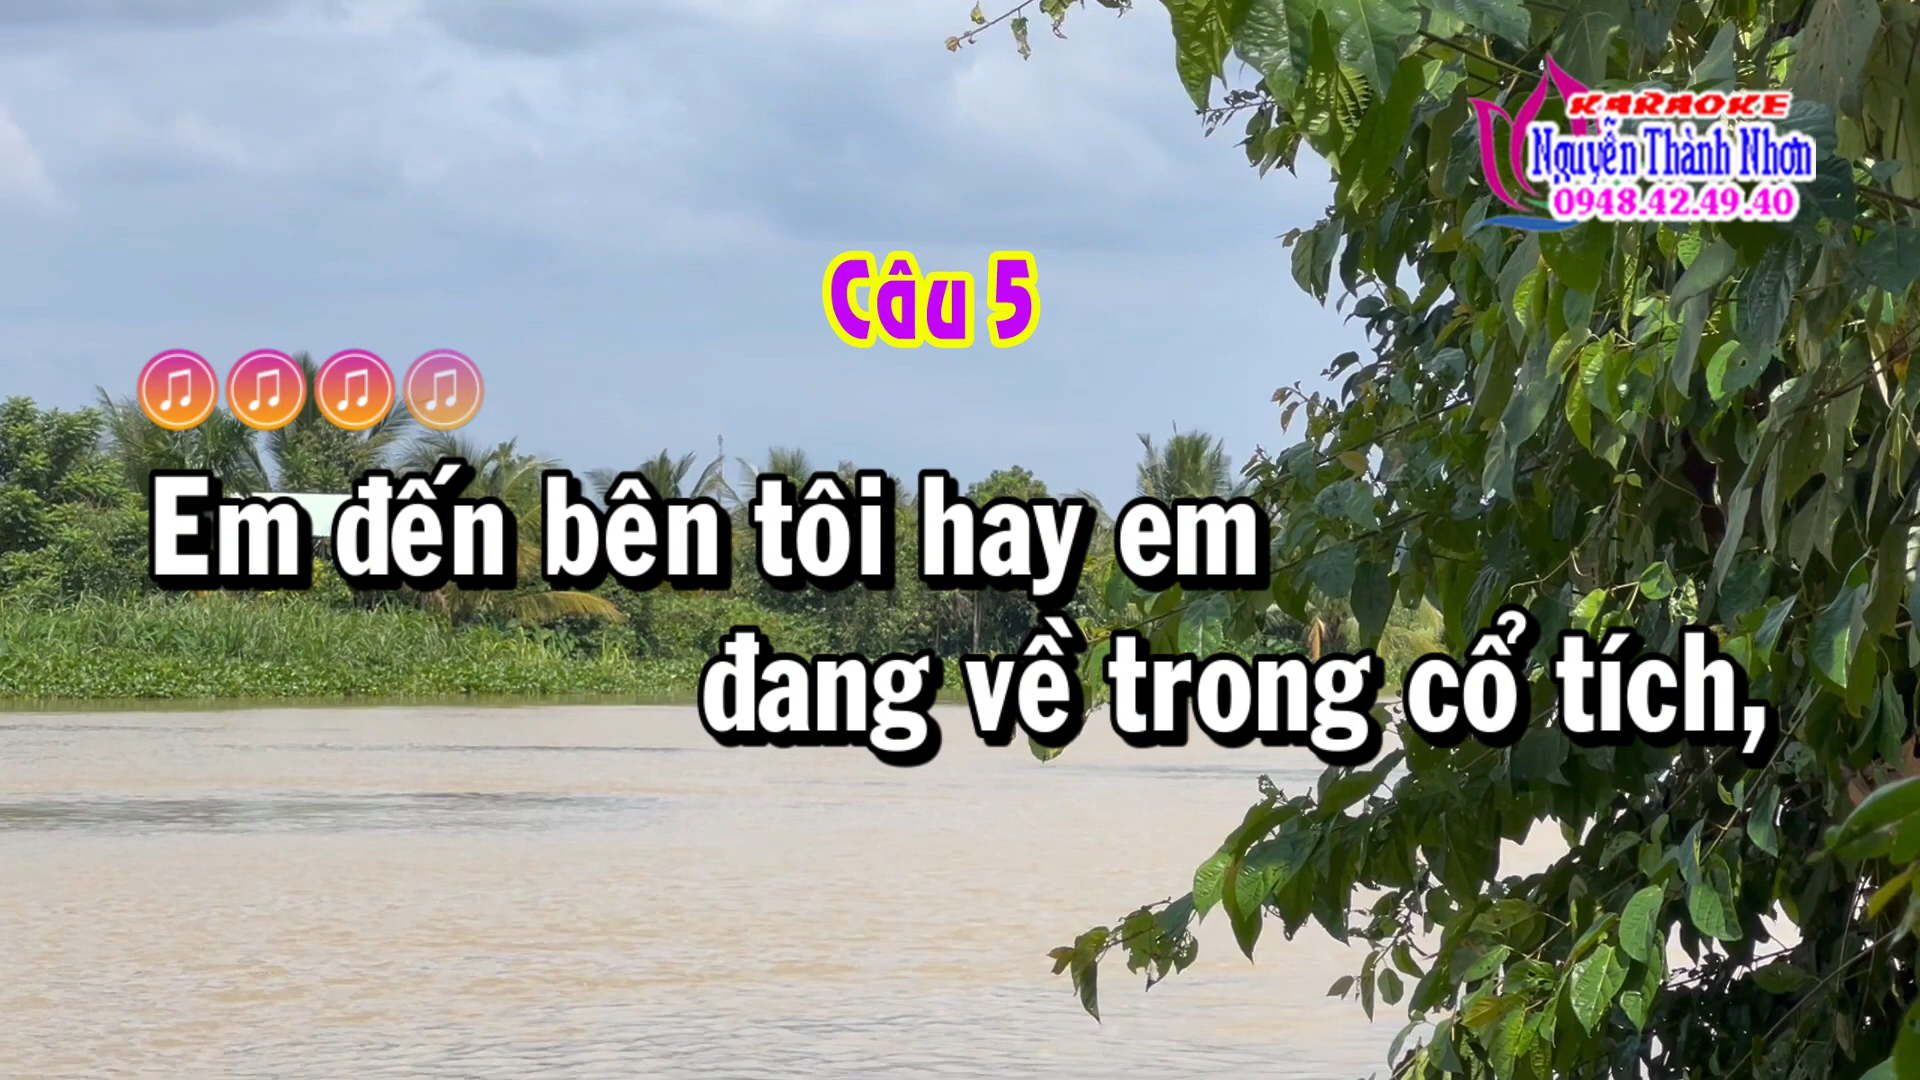 KARAOKE
Nguyễn Thành Nhơn
0948.42.49.40
Câu 5
Em đến bên tôi hay em
đang về trong cổ tích,